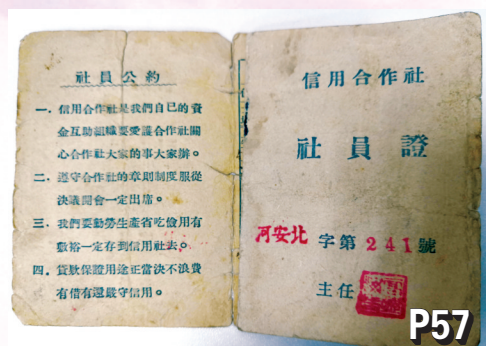 社員公約
一．信用合作社是我們自己的資
金互助組織要愛護合作社關
心合作社大家的事大家辦。
二．遵守合作社的章則制度服從
決議開會一定出席。
三．我們要勤勞生產省吃儉用有
敷裕一定存到信用社去。
四．貸欵保證用途正當決不浪費
有借有還嚴守信用。
信用合作社
社員證
河安北 字第 241 號
主任
P57